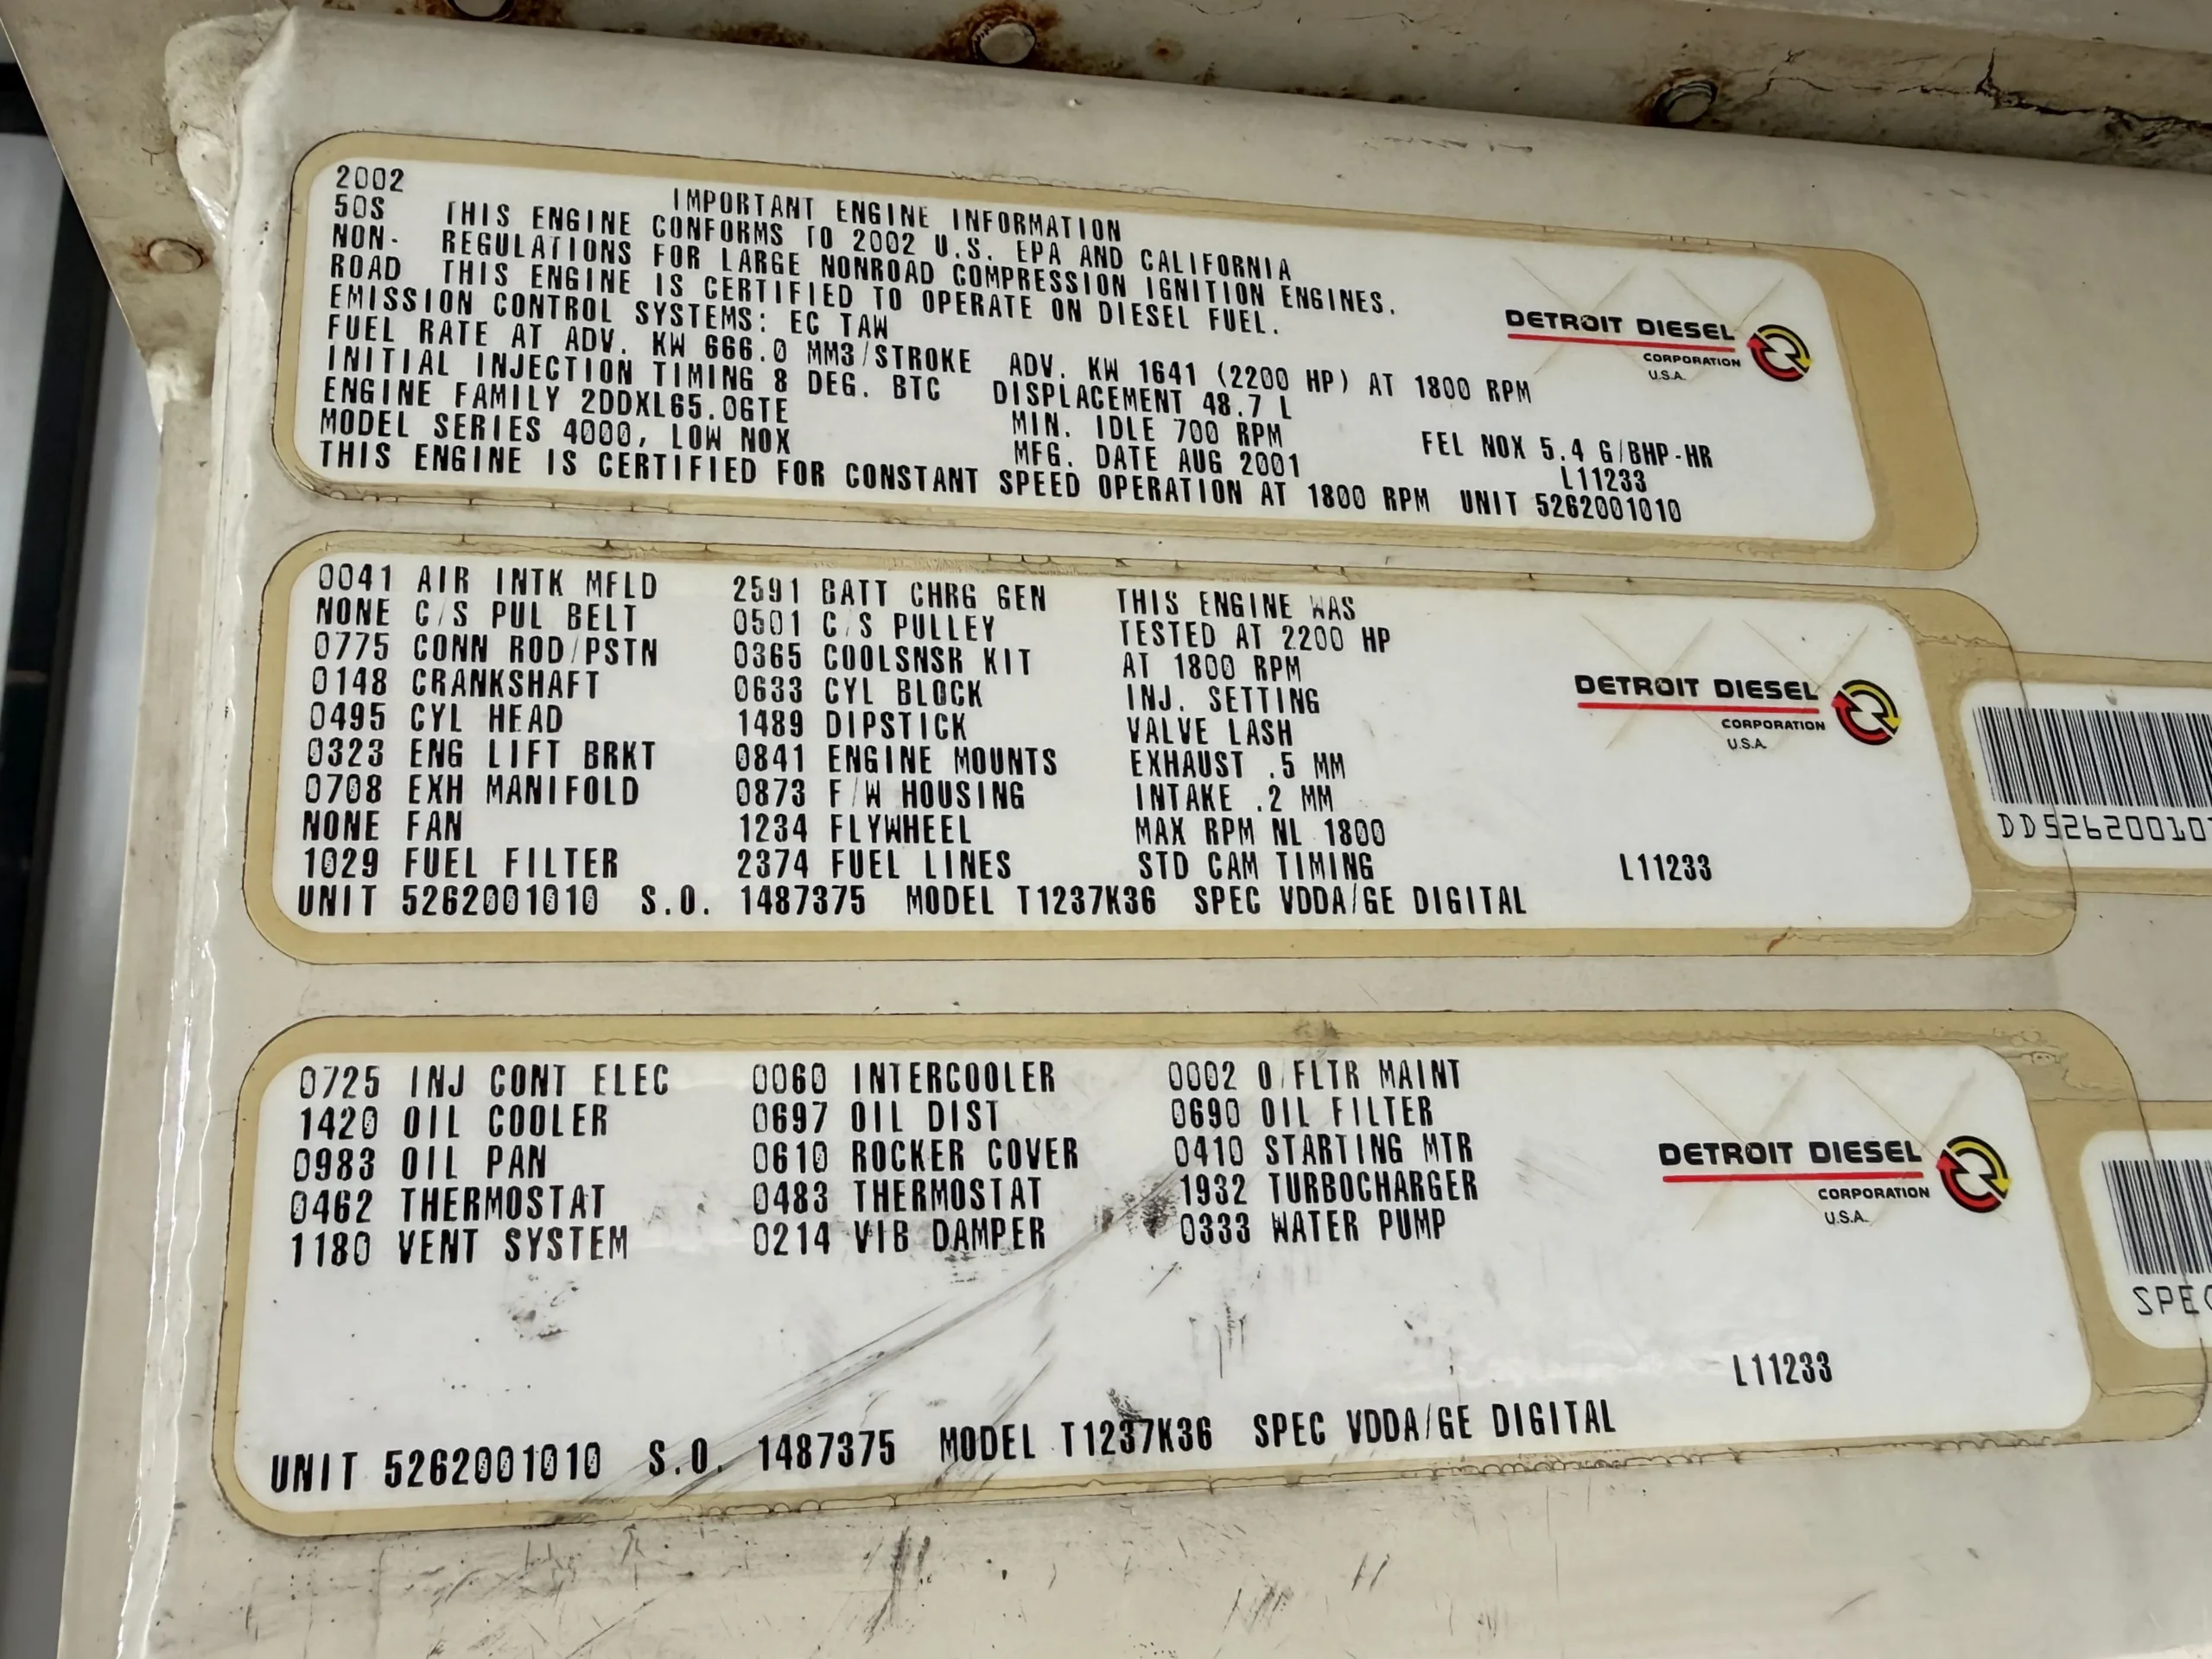 2002
IMPORTANT ENGINE INFORMATION
50S THIS ENGINE CONFORMS TO 2002 U.S. EPA AND CALIFORNIA
NON- REGULATIONS FOR LARGE NONROAD COMPRESSION IGNITION ENGINES.
ROAD THIS ENGINE IS CERTIFIED TO OPERATE ON DIESEL FUEL.
EMISSION CONTROL SYSTEMS: EC TAW
FUEL RATE AT ADV. KW 666.0 MM3/STROKE ADV. KW 1641 (2200 HP) AT 1800 RPM
INITIAL INJECTION TIMING 8 DEG. BTC DISPLACEMENT 48.7 L
ENGINE FAMILY 2DDXL65.0GTE MIN. IDLE 700 RPM FEL NOX 5.4 G/BHP-HR
MODEL SERIES 4000, LOW NOX MFG. DATE AUG 2001 L11233
THIS ENGINE IS CERTIFIED FOR CONSTANT SPEED OPERATION AT 1800 RPM UNIT 5262001010
DETROIT DIESEL
CORPORATION
U.S.A.
0041 AIR INTK MFLD 2591 BATT CHRG GEN THIS ENGINE WAS
NONE C/S PUL BELT 0501 C/S PULLEY TESTED AT 2200 HP
0775 CONN ROD/PSTN 0365 COOLSNSR KIT AT 1800 RPM
0148 CRANKSHAFT 0633 CYL BLOCK INJ. SETTING
0495 CYL HEAD 1489 DIPSTICK VALVE LASH
0323 ENG LIFT BRKT 0841 ENGINE MOUNTS EXHAUST .5 MM
0708 EXH MANIFOLD 0873 F/W HOUSING INTAKE .2 MM
NONE FAN 1234 FLYWHEEL MAX RPM NL 1800
1029 FUEL FILTER 2374 FUEL LINES STD CAM TIMING L11233
UNIT 5262001010 S.O. 1487375 MODEL T1237K36 SPEC VDDA/GE DIGITAL
DETROIT DIESEL
CORPORATION
U.S.A.
DD526200101
0725 INJ CONT ELEC 0060 INTERCOOLER 0002 O/FLTR MAINT
1420 OIL COOLER 0697 OIL DIST 0690 OIL FILTER
0983 OIL PAN 0610 ROCKER COVER 0410 STARTING MTR
0462 THERMOSTAT 0483 THERMOSTAT 1932 TURBOCHARGER
1180 VENT SYSTEM 0214 VIB DAMPER 0333 WATER PUMP
DETROIT DIESEL
CORPORATION
U.S.A.
SPEC
L11233
UNIT 5262001010 S.O. 1487375 MODEL T1237K36 SPEC VDDA/GE DIGITAL